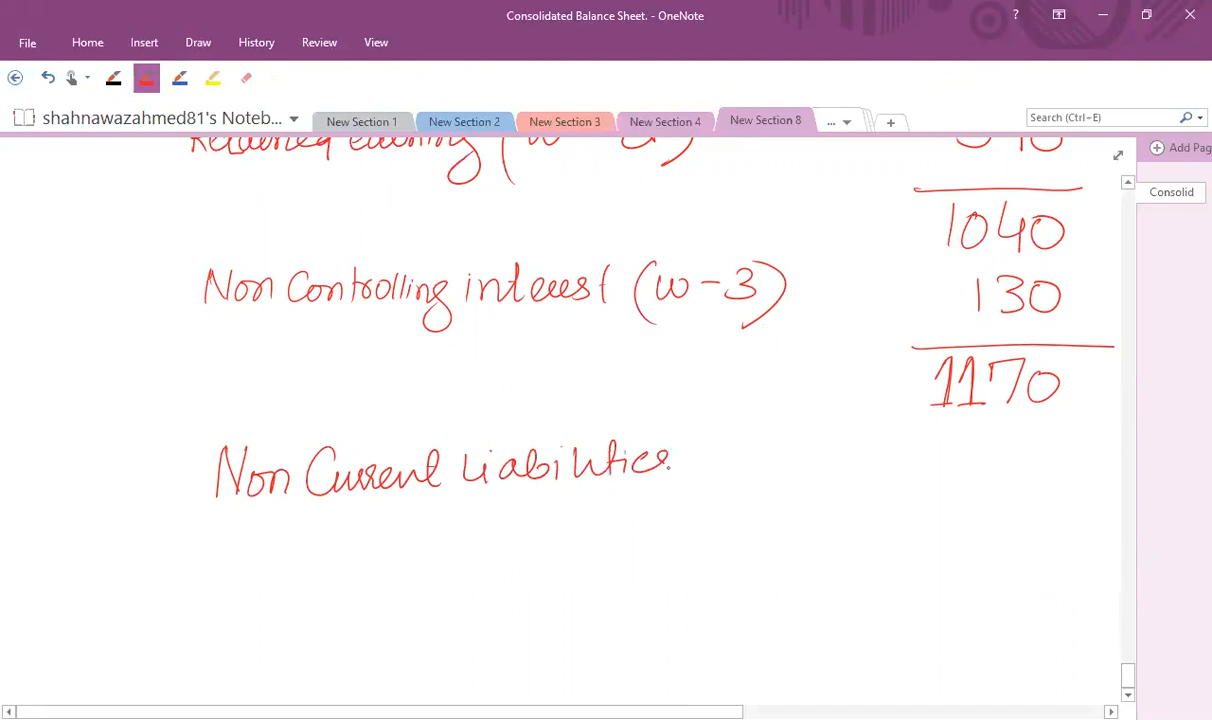 Consolidated Balance Sheet. - OneNote
?
File Home Insert Draw History Review View
shahnawazahmed81's Noteb... New Section 1 New Section 2 New Section 3 New Section 4 New Section 8 ... + Search (Ctrl+E)
Add Pag
Consolid
1040
Non Controlling interest (W-3) 130
1170
Non Current Liabilities